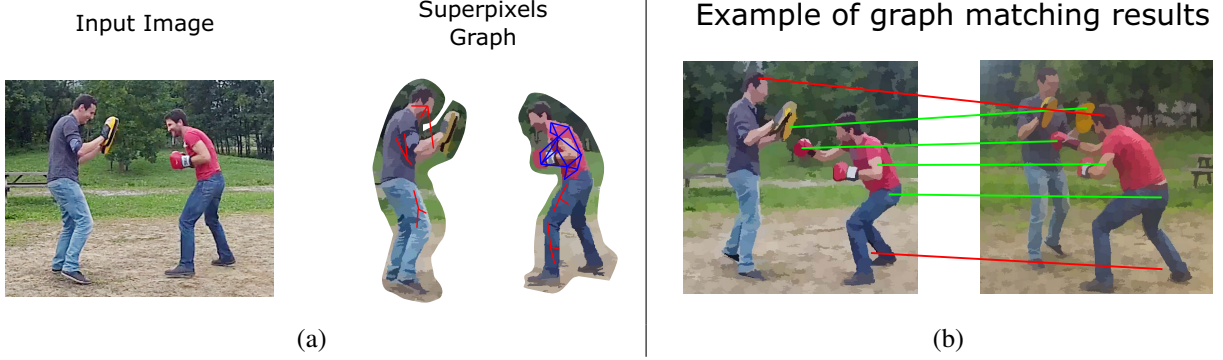 Input Image
Superpixels
Graph
(a)
Example of graph matching results
(b)